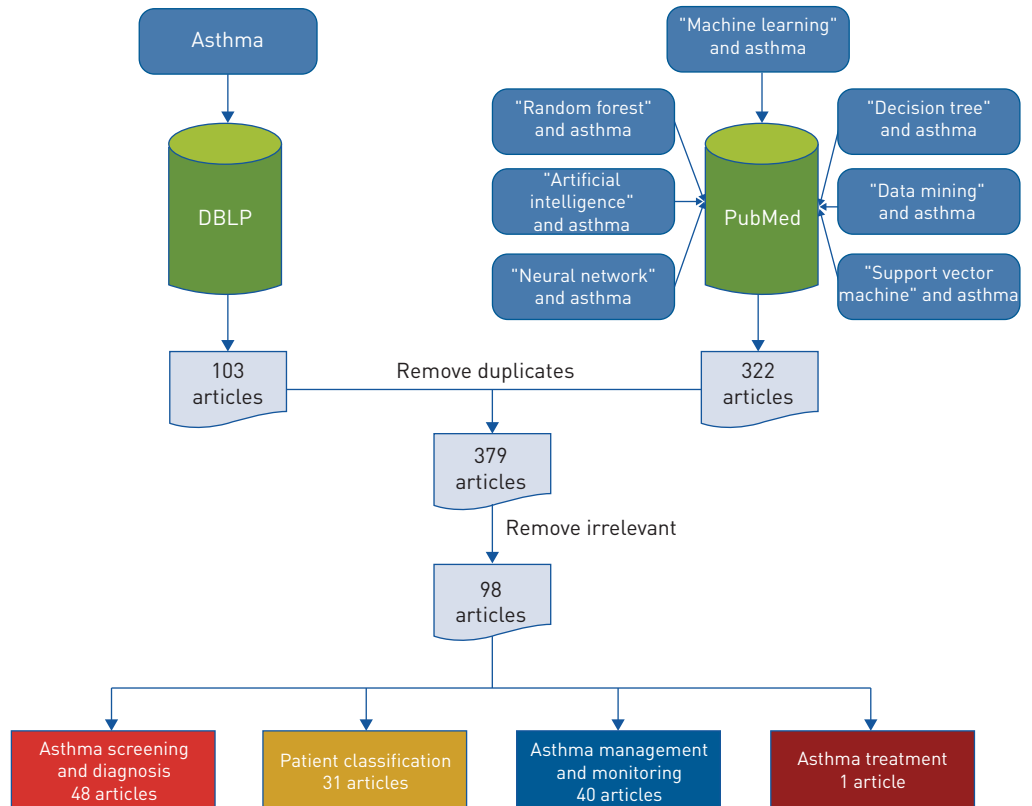 Asthma
"Machine learning"
and asthma
"Random forest"
and asthma
"Decision tree"
and asthma
"Artificial
intelligence"
and asthma
"Data mining"
and asthma
"Neural network"
and asthma
"Support vector
machine" and asthma
DBLP
PubMed
103
articles
Remove duplicates
322
articles
379
articles
Remove irrelevant
98
articles
Asthma screening
and diagnosis
48 articles
Patient classification
31 articles
Asthma management
and monitoring
40 articles
Asthma treatment
1 article